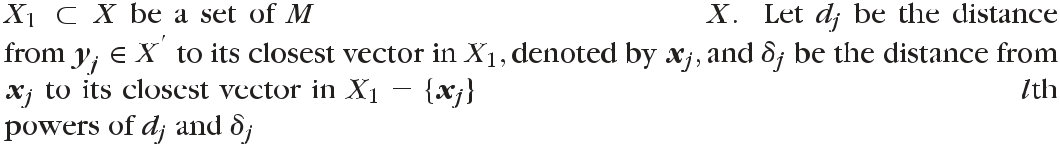 X₁ ⊂ X be a set of M X. Let dⱼ be the distance
from yⱼ ∈ X′ to its closest vector in X₁, denoted by xⱼ, and δⱼ be the distance from
xⱼ to its closest vector in X₁ − {xⱼ} lth
powers of dⱼ and δⱼ